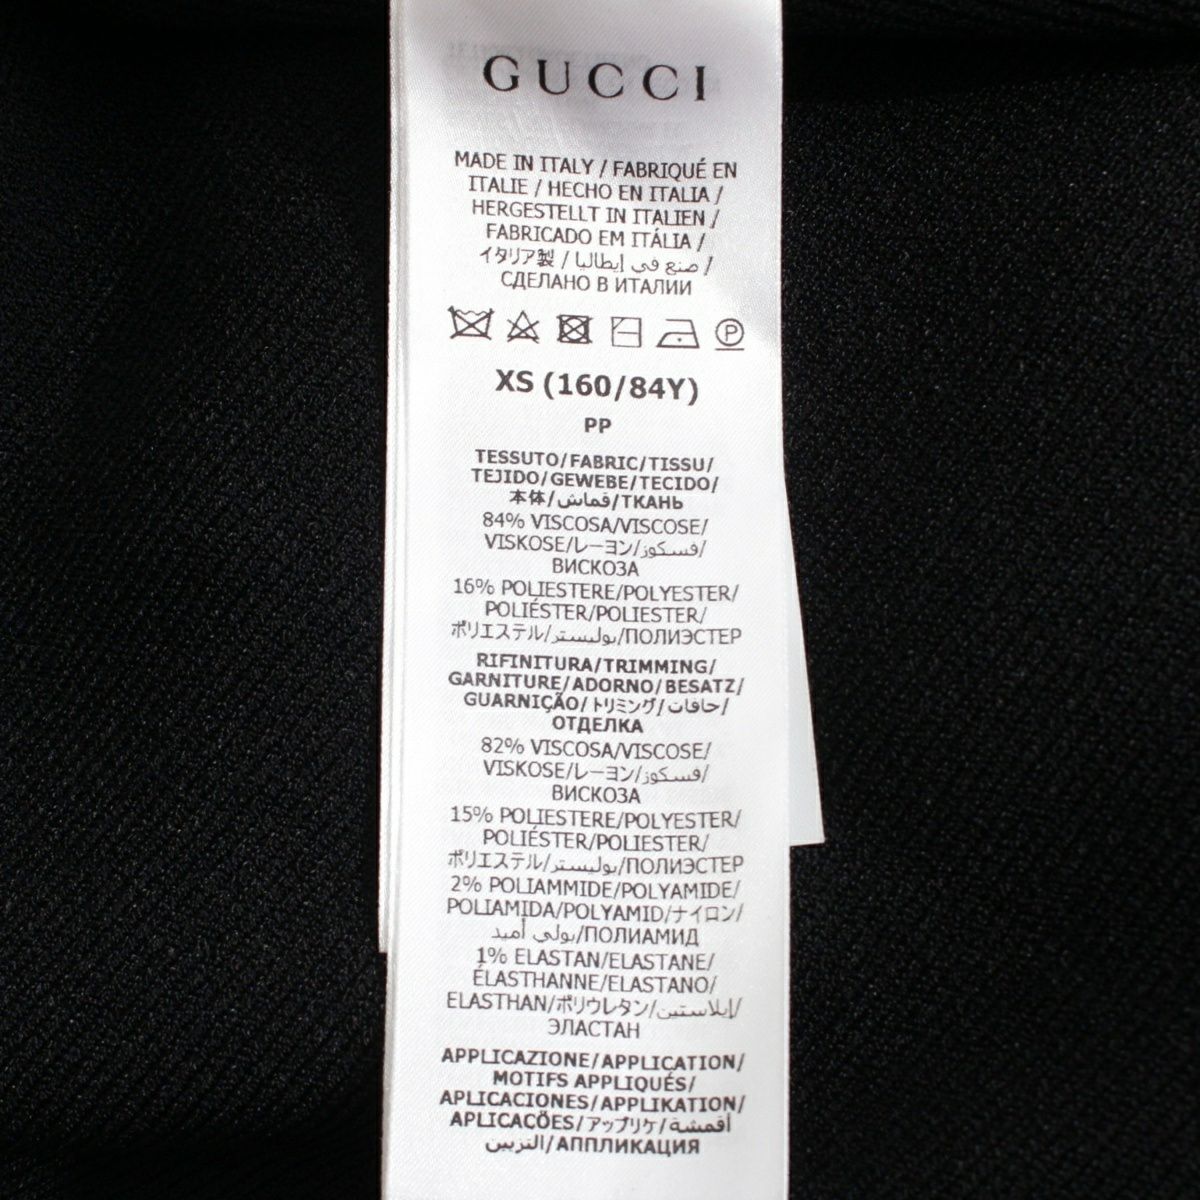 GUCCI
MADE IN ITALY / FABRIQUÉ EN
ITALIE / HECHO EN ITALIA /
HERGESTELLT IN ITALIEN /
FABRICADO EM ITÁLIA /
イタリア製 / صنع في إيطاليا /
СДЕЛАНО В ИТАЛИИ
P
XS (160/84Y)
PP
TESSUTO/FABRIC/TISSU/
TEJIDO/GEWEBE/TECIDO/
本体/قماش/ТКАНЬ
84% VISCOSA/VISCOSE/
VISKOSE/レーヨン/فسكوز/
ВИСКОЗА
16% POLIESTERE/POLYESTER/
POLIÉSTER/POLIESTER/
ポリエステル/بوليستر/ПОЛИЭСТЕР
RIFINITURA/TRIMMING/
GARNITURE/ADORNO/BESATZ/
GUARNIÇÃO/トリミング/حافات/
ОТДЕЛКА
82% VISCOSA/VISCOSE/
VISKOSE/レーヨン/فسكوز/
ВИСКОЗА
15% POLIESTERE/POLYESTER/
POLIÉSTER/POLIESTER/
ポリエステル/بوليستر/ПОЛИЭСТЕР
2% POLIAMMIDE/POLYAMIDE/
POLIAMIDA/POLYAMID/ナイロン/
بولي أميد/ПОЛИАМИД
1% ELASTAN/ELASTANE/
ÉLASTHANNE/ELASTANO/
ELASTHAN/ポリウレタン/إيلاستين/
ЭЛАСТАН
APPLICAZIONE/APPLICATION/
MOTIFS APPLIQUÉS/
APLICACIONES/APPLIKATION/
APLICAÇÕES/アップリケ/أقمشة
التزيين/АППЛИКАЦИЯ